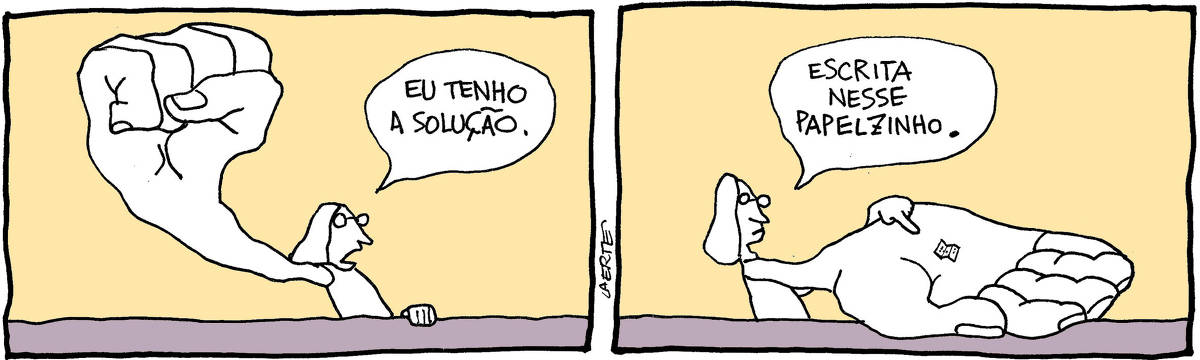 EU TENHO
A SOLUÇÃO.
LAERTE
ESCRITA
NESSE
PAPELZINHO.